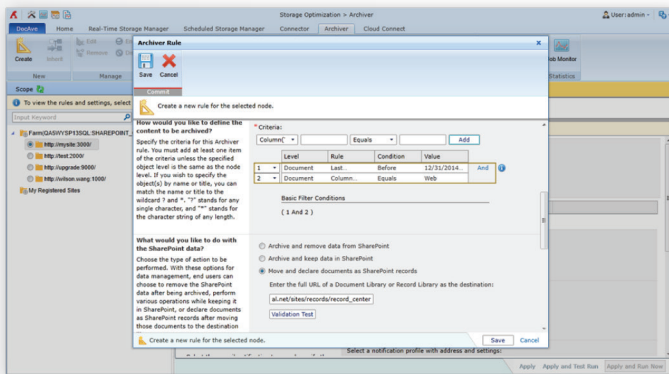 Storage Optimization > Archiver
User: admin
DocAve
Home
Real-Time Storage Manager
Scheduled Storage Manager
Connector
Archiver
Cloud Connect
Create
Inherit
Edit
Remove
New
Manage
Job Monitor
Statistics
Scope
To view the rules and settings, select
Input Keyword
Farm(QASWYSP13SQL:SHAREPOINT_
http://mysite:3000/
http://test:2000/
http://upgrade:9000/
http://wilson.wang:1000/
My Registered Sites
Archiver Rule
x
Save
Cancel
Commit
Create a new rule for the selected node.
How would you like to define the
content to be archived?
Specify the criteria for this Archiver
rule. You must add at least one item
of the criteria unless the specified
object level is the same as the node
level. If you wish to specify the
object(s) by name or title, you can
match the name or title to the
wildcard ? and *. "?" stands for any
single character, and "*" stands for
the character string of any length.
* Criteria:
Column(
Equals
Add
Level Rule Condition Value
1 Document Last... Before 12/31/2014... And
2 Document Column... Equals Web
Basic Filter Conditions
( 1 And 2 )
What would you like to do with
the SharePoint data?
Choose the type of action to be
performed. With these options for
data management, end users can
choose to remove the SharePoint
data after being archived, perform
various operations while keeping it
in SharePoint, or declare documents
as SharePoint records after moving
those documents to the destination
Archive and remove data from SharePoint
Archive and keep data in SharePoint
Move and declare documents as SharePoint records
Enter the full URL of a Document Library or Record Library as the destination:
al.net/sites/records/record_center
Validation Test
Create a new rule for the selected node.
Save
Cancel
Select a notification profile with address and settings:
Apply
Apply and Test Run
Apply and Run Now